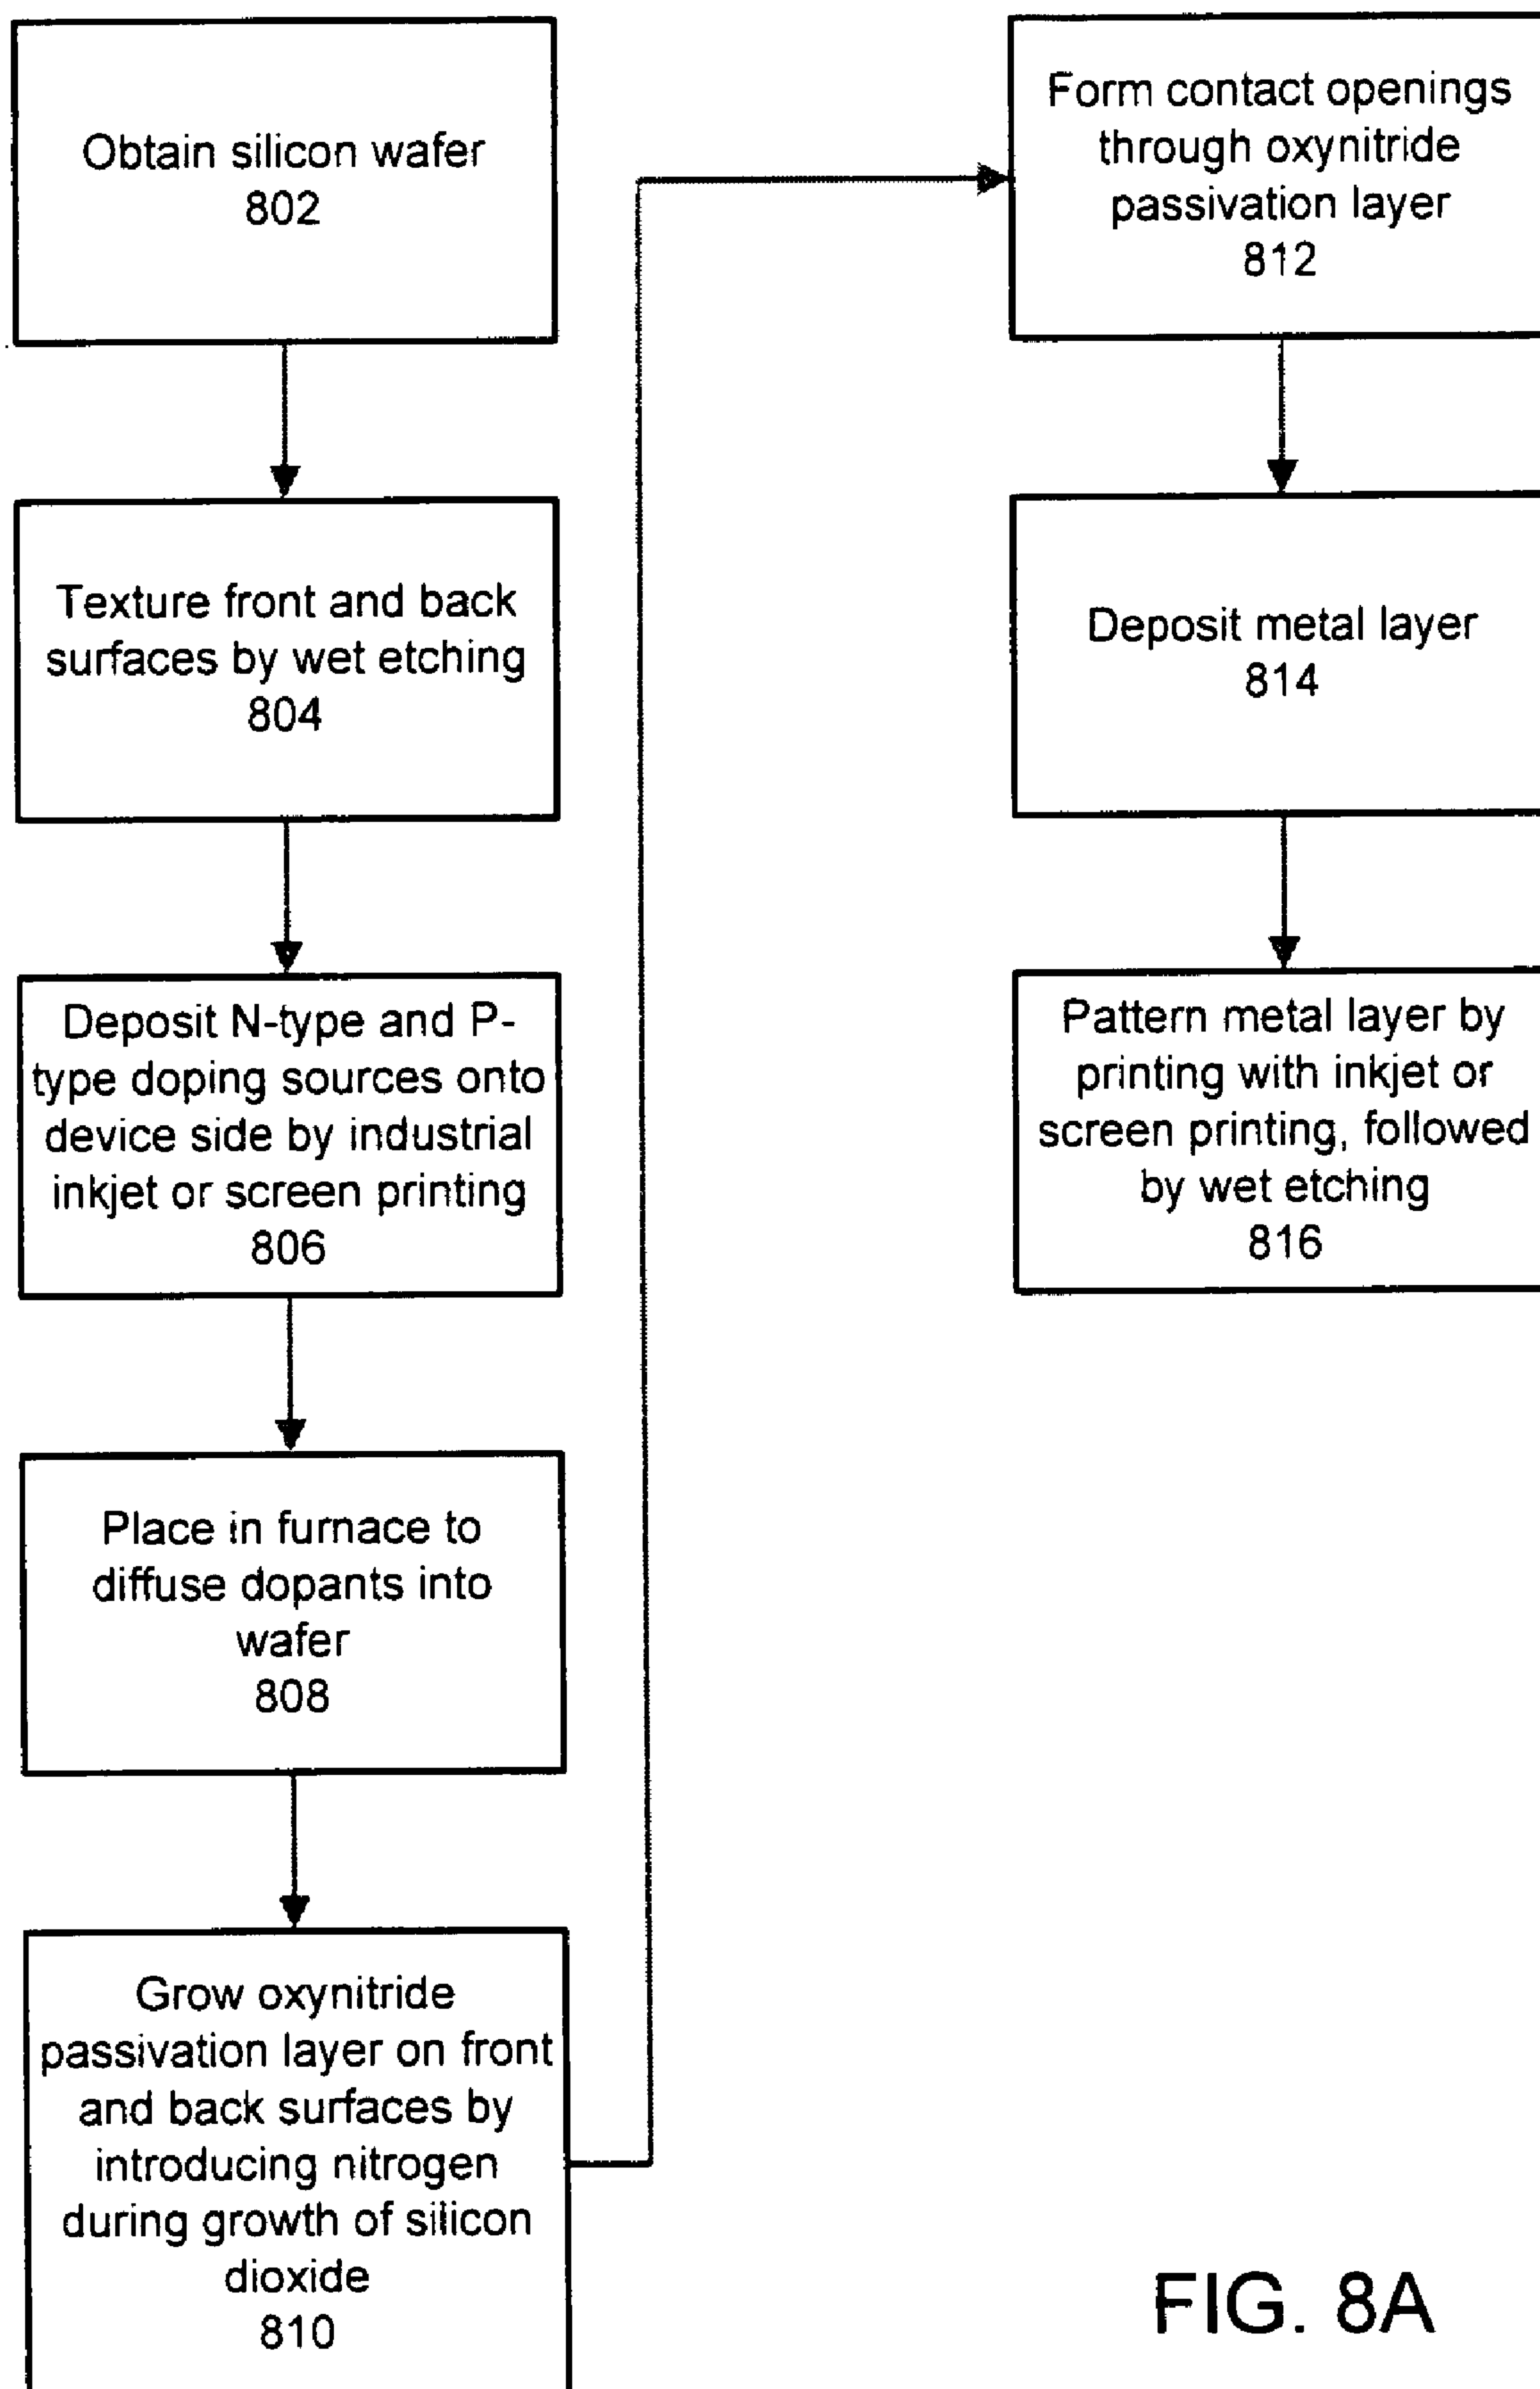 Obtain silicon wafer
802
Texture front and back
surfaces by wet etching
804
Deposit N-type and P-
type doping sources onto
device side by industrial
inkjet or screen printing
806
Place in furnace to
diffuse dopants into
wafer
808
Grow oxynitride
passivation layer on front
and back surfaces by
introducing nitrogen
during growth of silicon
dioxide
810
Form contact openings
through oxynitride
passivation layer
812
Deposit metal layer
814
Pattern metal layer by
printing with inkjet or
screen printing, followed
by wet etching
816
FIG. 8A